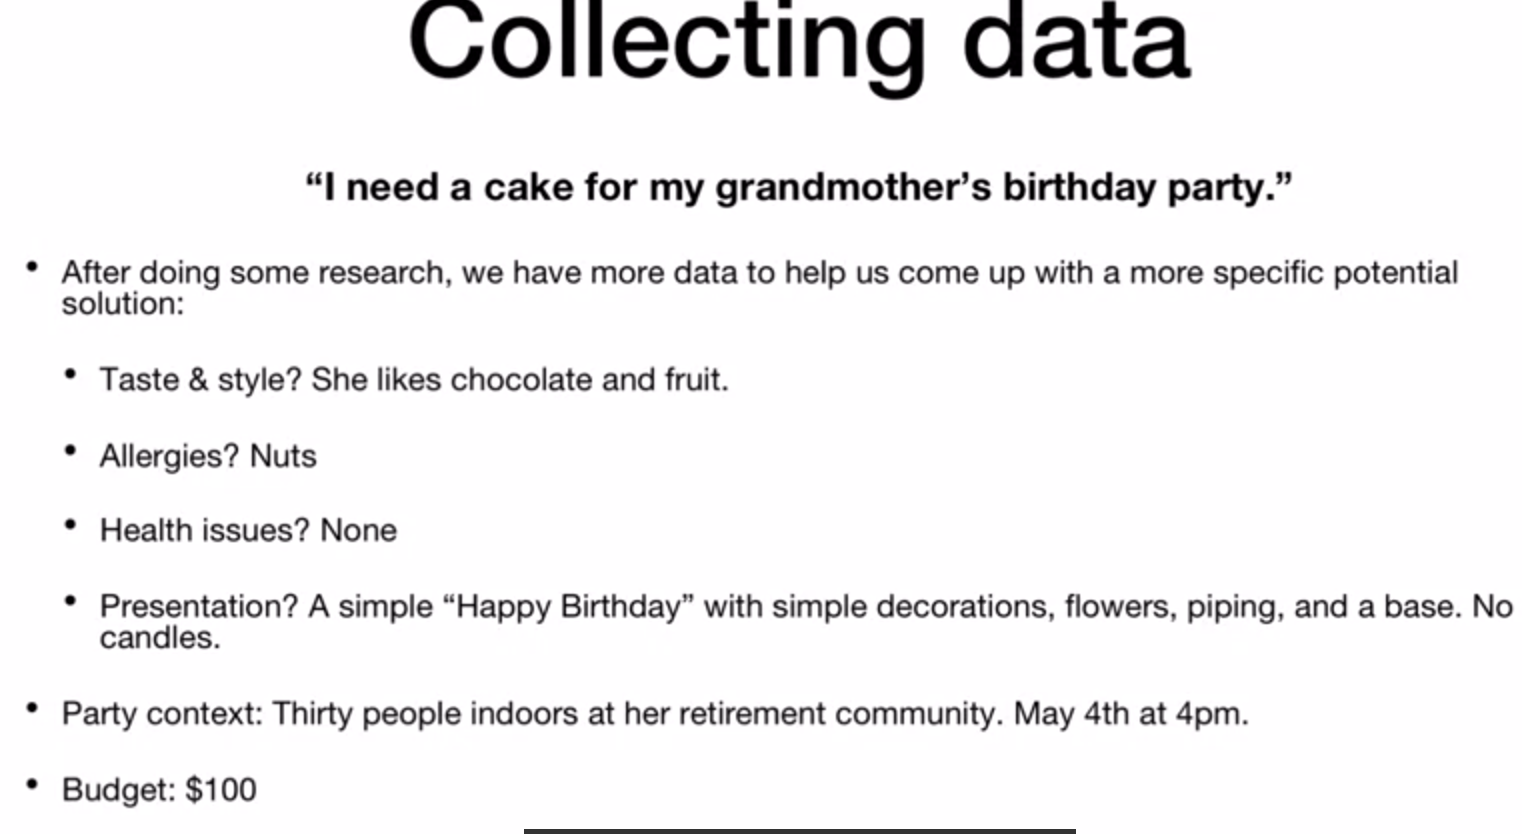 Collecting data
“I need a cake for my grandmother’s birthday party.”
• After doing some research, we have more data to help us come up with a more specific potential
solution:
• Taste & style? She likes chocolate and fruit.
• Allergies? Nuts
• Health issues? None
• Presentation? A simple “Happy Birthday” with simple decorations, flowers, piping, and a base. No
candles.
• Party context: Thirty people indoors at her retirement community. May 4th at 4pm.
• Budget: $100